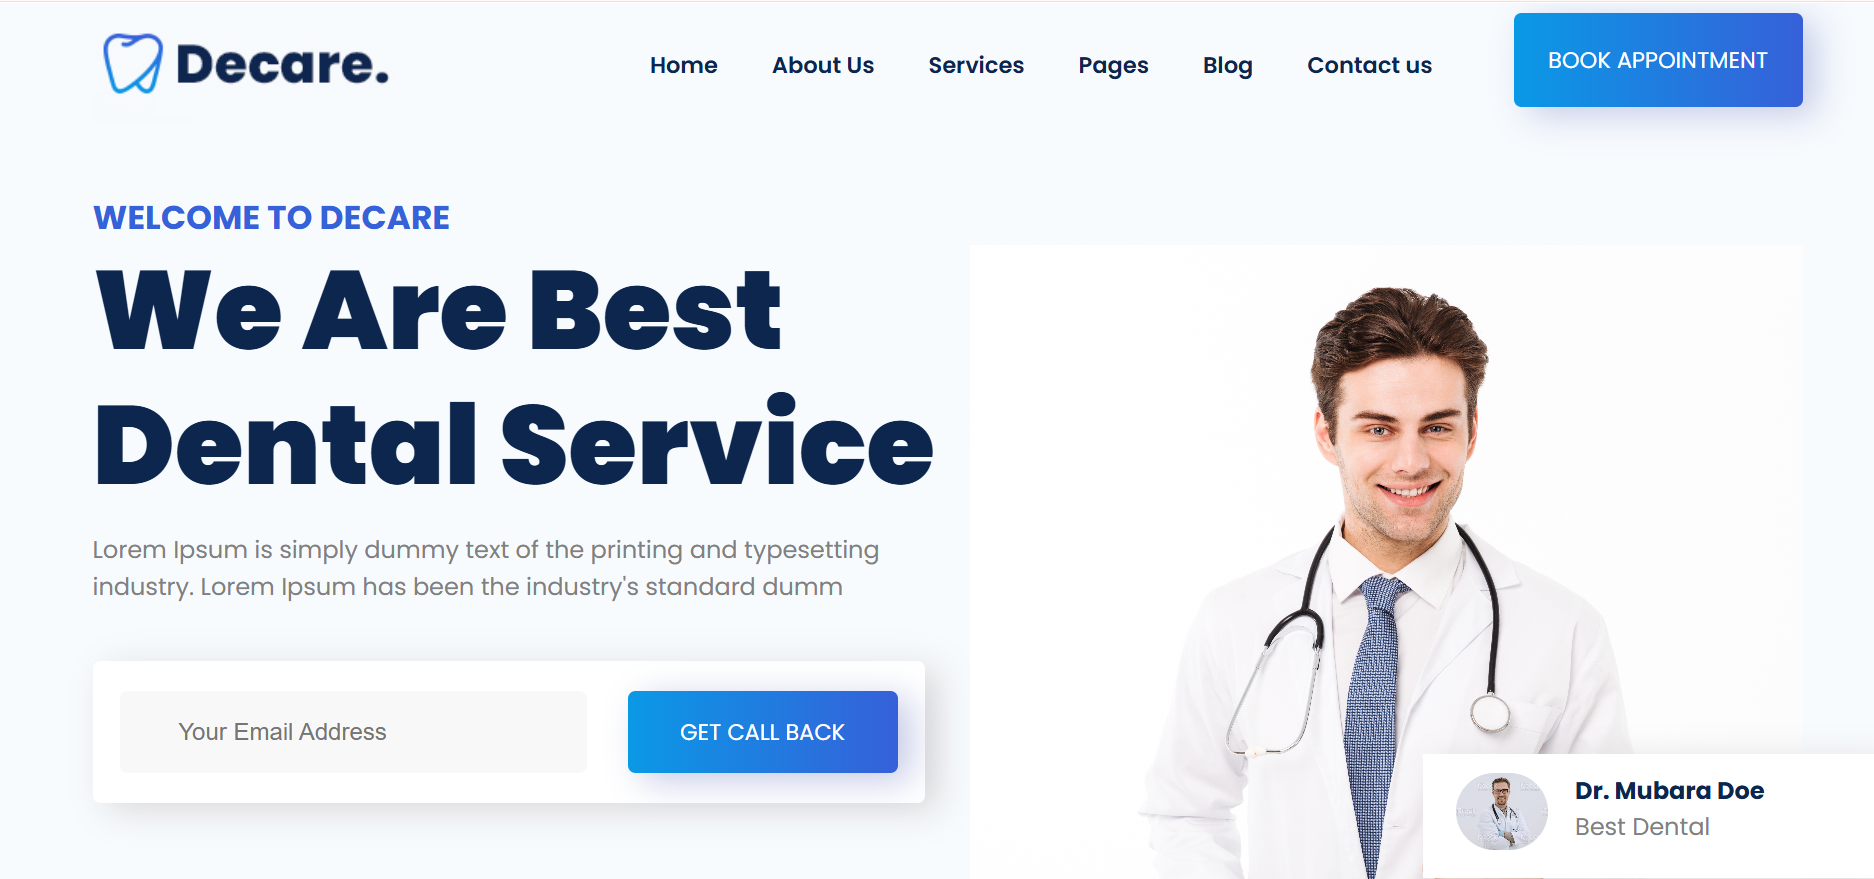 Decare.
Home
About Us
Services
Pages
Blog
Contact us
BOOK APPOINTMENT
WELCOME TO DECARE
We Are Best
Dental Service
Lorem Ipsum is simply dummy text of the printing and typesetting
industry. Lorem Ipsum has been the industry's standard dumm
Your Email Address
GET CALL BACK
Dr. Mubara Doe
Best Dental